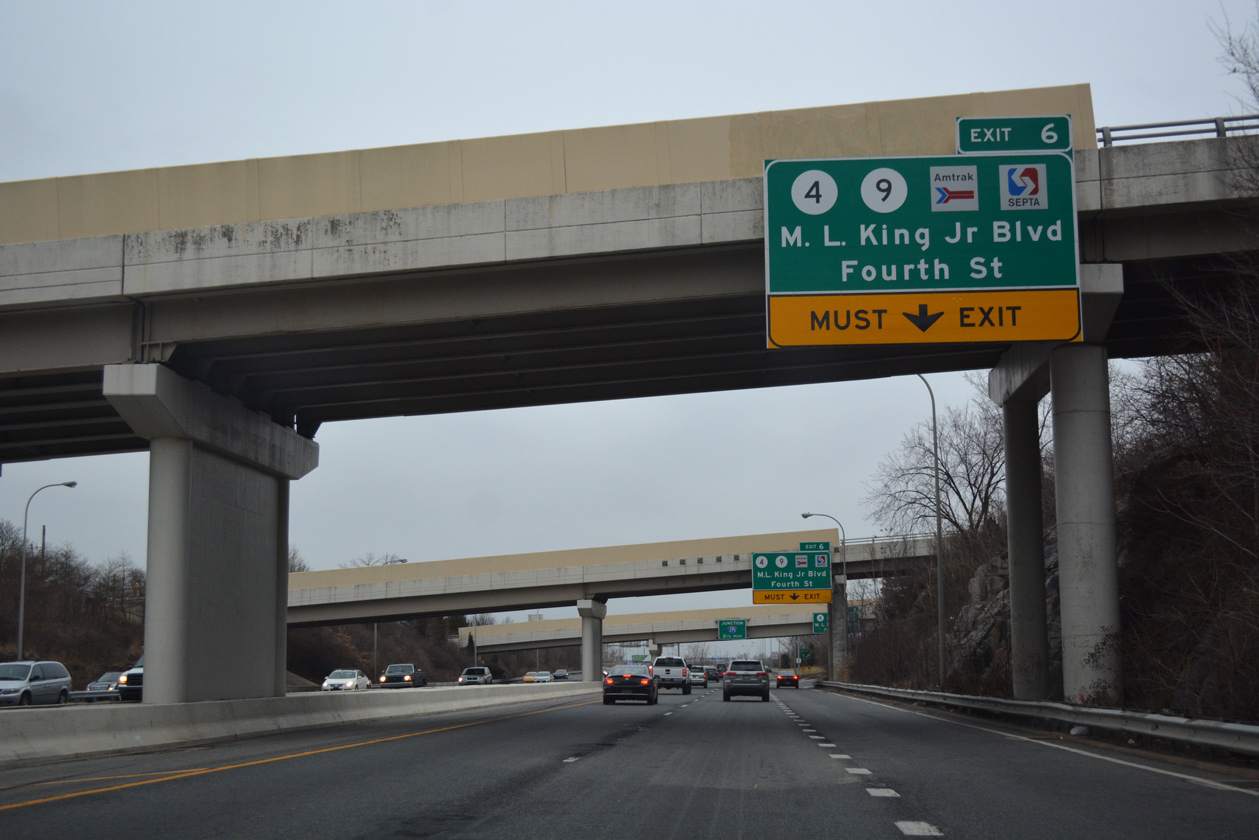 EXIT 6
4 9 Amtrak SEPTA
M. L. King Jr Blvd
Fourth St
MUST EXIT
EXIT 6
4 9
M. L. King Jr Blvd
Fourth St
MUST EXIT
JUNCTION